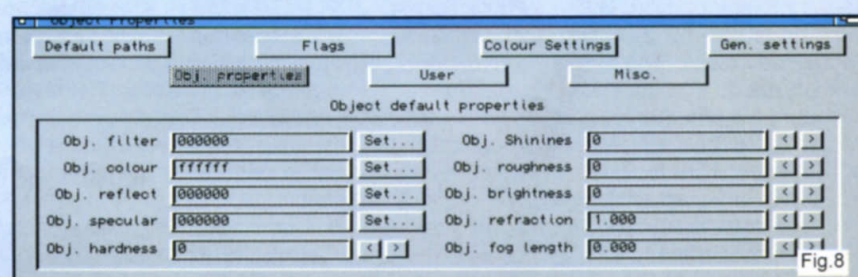 Object Properties
Default paths Flags Colour Settings Gen. settings
Obj. properties User Misc.
Object default properties
Obj. filter 000000 Set... Obj. Shinines 0 < >
Obj. colour ffffff Set... Obj. roughness 0 < >
Obj. reflect 000000 Set... Obj. brightness 0 < >
Obj. specular 000000 Set... Obj. refraction 1.000 < >
Obj. hardness 0 < > Obj. fog length 0.000 < >
Fig.8